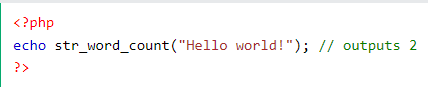 <?php
echo str_word_count("Hello world!"); // outputs 2
?>